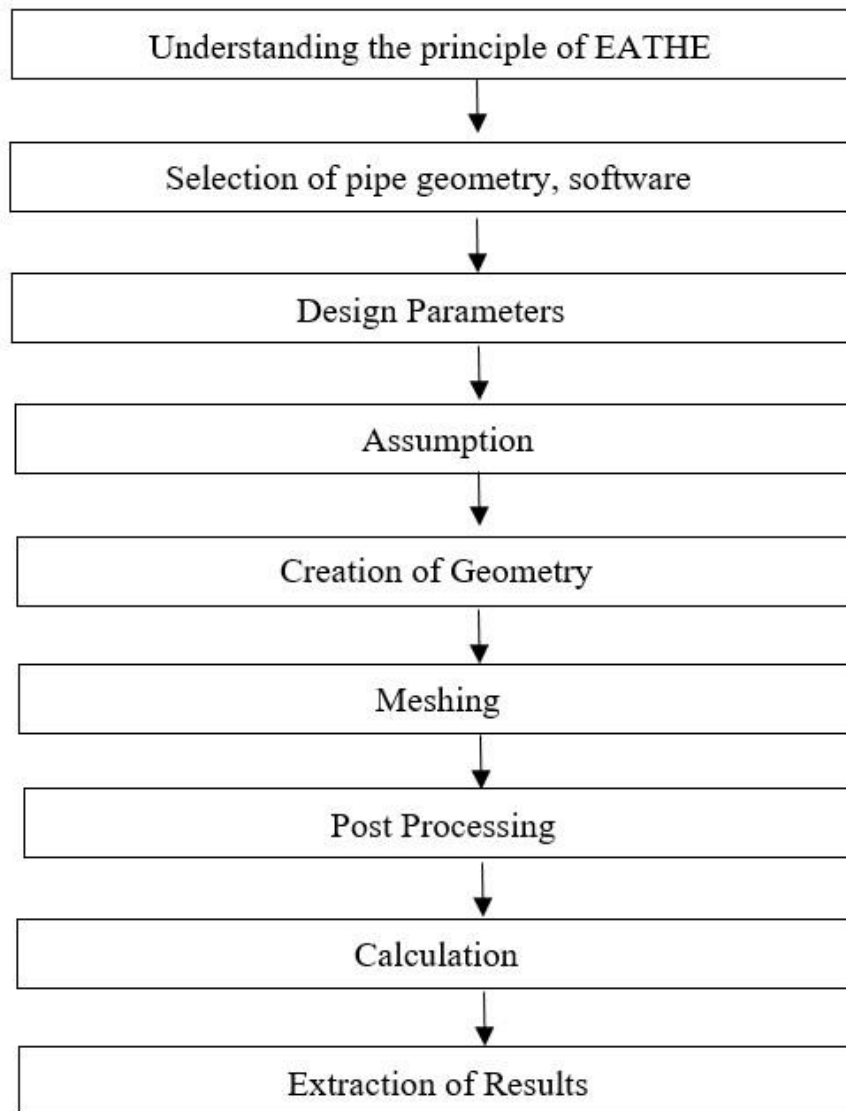 Understanding the principle of EATHE
Selection of pipe geometry, software
Design Parameters
Assumption
Creation of Geometry
Meshing
Post Processing
Calculation
Extraction of Results